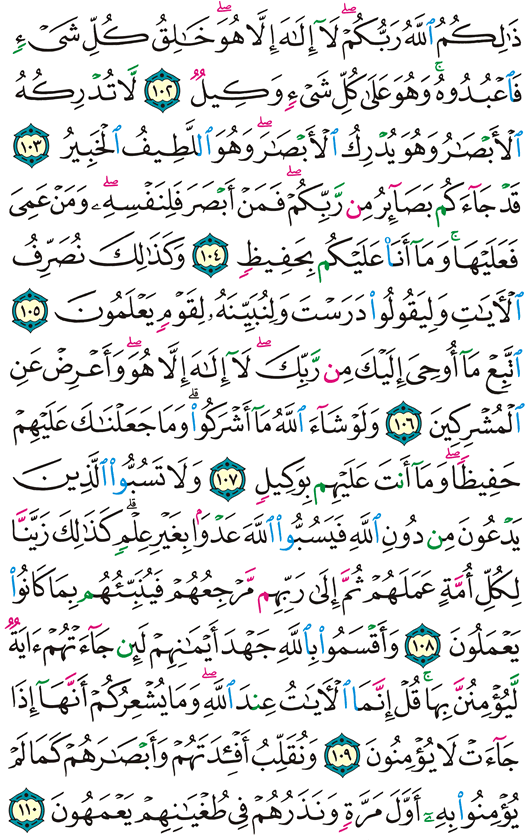 ذَٰلِكُمُ ٱللَّهُ رَبُّكُمۡۖ لَآ إِلَٰهَ إِلَّا هُوَۖ خَٰلِقُ كُلِّ شَيۡءٖ
فَٱعۡبُدُوهُۚ وَهُوَ عَلَىٰ كُلِّ شَيۡءٖ وَكِيلٞ ١٠٢ لَّا تُدۡرِكُهُ
ٱلۡأَبۡصَٰرُ وَهُوَ يُدۡرِكُ ٱلۡأَبۡصَٰرَۖ وَهُوَ ٱللَّطِيفُ ٱلۡخَبِيرُ ١٠٣
قَدۡ جَآءَكُم بَصَآئِرُ مِن رَّبِّكُمۡۖ فَمَنۡ أَبۡصَرَ فَلِنَفۡسِهِۦۖ وَمَنۡ عَمِيَ
فَعَلَيۡهَاۚ وَمَآ أَنَا۠ عَلَيۡكُم بِحَفِيظٖ ١٠٤ وَكَذَٰلِكَ نُصَرِّفُ
ٱلۡأٓيَٰتِ وَلِيَقُولُواْ دَرَسۡتَ وَلِنُبَيِّنَهُۥ لِقَوۡمٖ يَعۡلَمُونَ ١٠٥
ٱتَّبِعۡ مَآ أُوحِيَ إِلَيۡكَ مِن رَّبِّكَۖ لَآ إِلَٰهَ إِلَّا هُوَۖ وَأَعۡرِضۡ عَنِ
ٱلۡمُشۡرِكِينَ ١٠٦ وَلَوۡ شَآءَ ٱللَّهُ مَآ أَشۡرَكُواْۗ وَمَا جَعَلۡنَٰكَ عَلَيۡهِمۡ
حَفِيظٗاۖ وَمَآ أَنتَ عَلَيۡهِم بِوَكِيلٖ ١٠٧ وَلَا تَسُبُّواْ ٱلَّذِينَ
يَدۡعُونَ مِن دُونِ ٱللَّهِ فَيَسُبُّواْ ٱللَّهَ عَدۡوَۢا بِغَيۡرِ عِلۡمٖۗ كَذَٰلِكَ زَيَّنَّا
لِكُلِّ أُمَّةٍ عَمَلَهُمۡ ثُمَّ إِلَىٰ رَبِّهِم مَّرۡجِعُهُمۡ فَيُنَبِّئُهُم بِمَا كَانُواْ
يَعۡمَلُونَ ١٠٨ وَأَقۡسَمُواْ بِٱللَّهِ جَهۡدَ أَيۡمَٰنِهِمۡ لَئِن جَآءَتۡهُمۡ ءَايَةٞ
لَّيُؤۡمِنُنَّ بِهَاۚ قُلۡ إِنَّمَا ٱلۡأٓيَٰتُ عِندَ ٱللَّهِۖ وَمَا يُشۡعِرُكُمۡ أَنَّهَآ إِذَا
جَآءَتۡ لَا يُؤۡمِنُونَ ١٠٩ وَنُقَلِّبُ أَفۡـِٔدَتَهُمۡ وَأَبۡصَٰرَهُمۡ كَمَا لَمۡ
يُؤۡمِنُواْ بِهِۦٓ أَوَّلَ مَرَّةٖ وَنَذَرُهُمۡ فِي طُغۡيَٰنِهِمۡ يَعۡمَهُونَ ١١٠